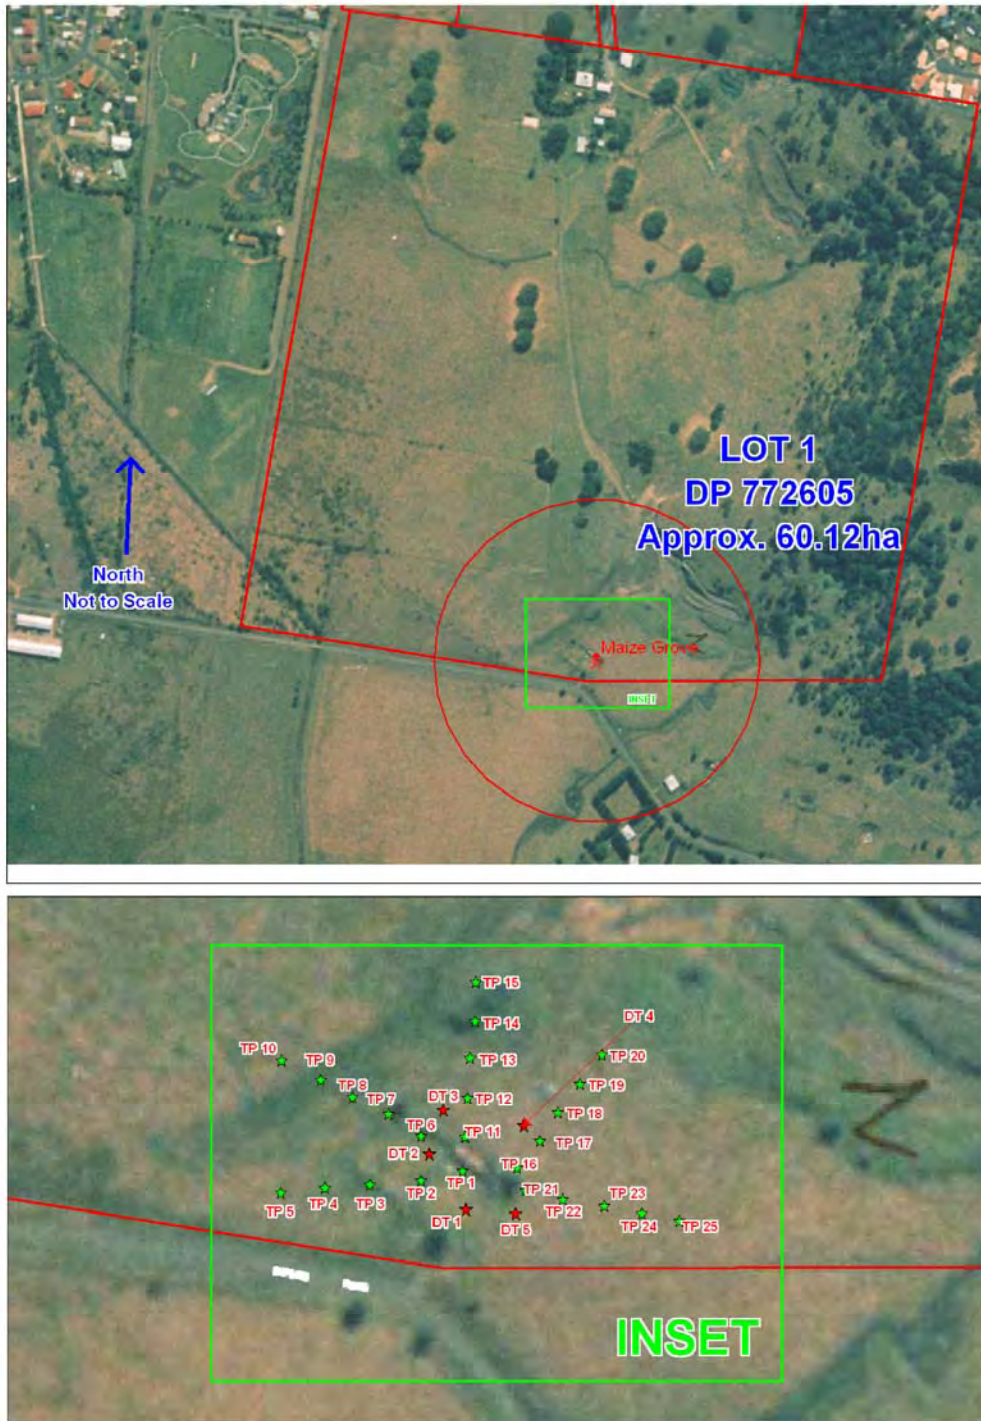 LOT 1
DP 772605
Approx. 60.12ha
North
Not to Scale
Maize Grove
INSET
TP 15
TP 14
DT 4
TP 10
TP 9
TP 13
TP 20
TP 8
TP 19
TP 7
DT 3
TP 12
TP 18
TP 6
TP 11
TP 17
DT 2
TP 16
TP 1
TP 2
TP 5
TP 4
TP 3
TP 21
TP 22
TP 23
DT 1
DT 5
TP 24
TP 25
INSET